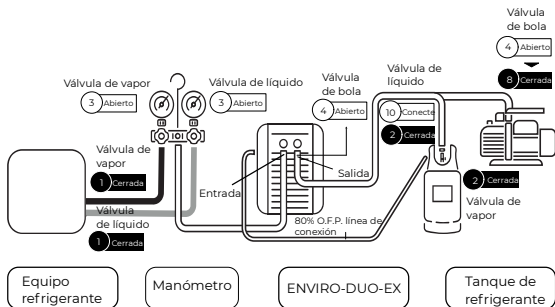 Válvula
de bola
4 Abierto
8 Cerrada
Válvula de vapor
3 Abierto
Válvula de líquido
3 Abierto
Válvula
de bola
4 Abierto
Válvula de
líquido
10 Conecte
2 Cerrada
Válvula de
vapor
1 Cerrada
Válvula
de líquido
1 Cerrada
Entrada
Salida
80% O.F.P. línea de
conexión
2 Cerrada
Válvula de
vapor
Equipo
refrigerante
Manómetro
ENVIRO-DUO-EX
Tanque de
refrigerante